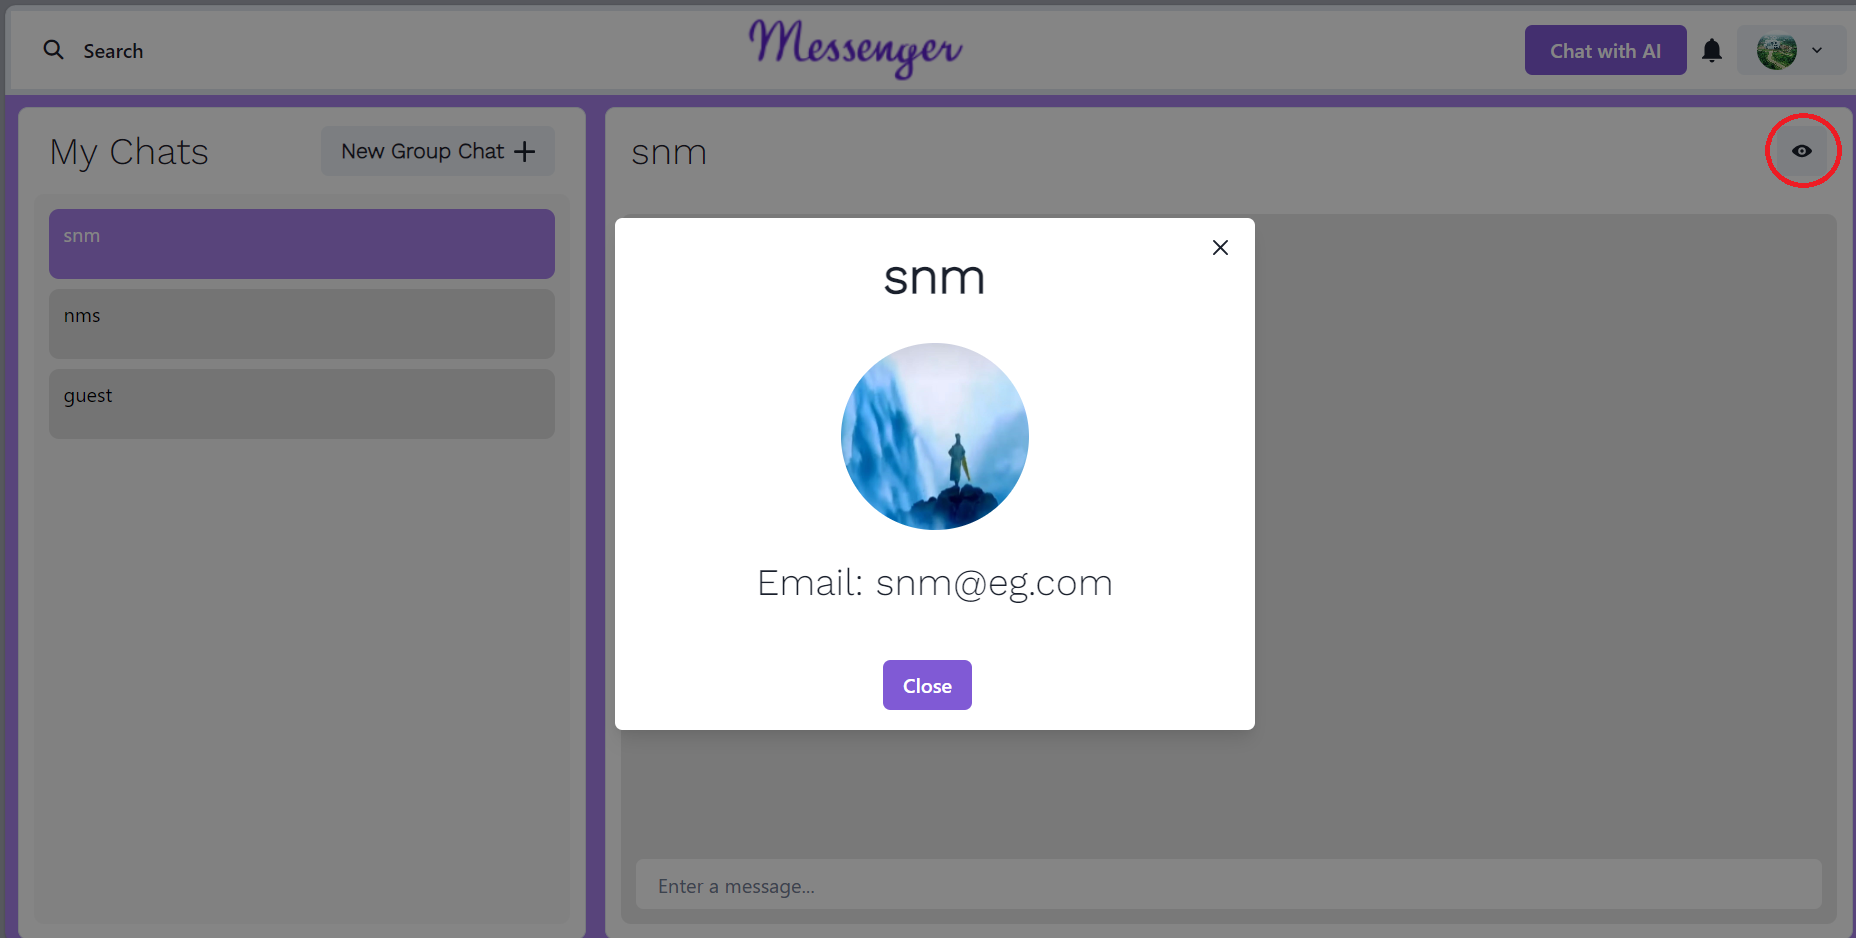 Search
Messenger
Chat with AI
My Chats
New Group Chat
snm
nms
guest
snm
snm
Email: snm@eg.com
Close
Enter a message...